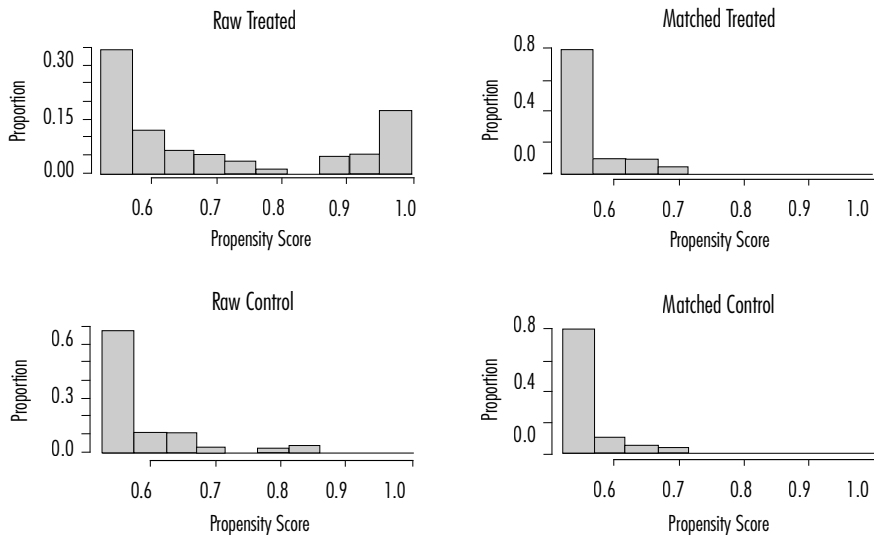 Raw Treated
Proportion
0.30
0.15
0.00
0.6 0.7 0.8 0.9 1.0
Propensity Score
Matched Treated
Proportion
0.8
0.4
0.0
0.6 0.7 0.8 0.9 1.0
Propensity Score
Raw Control
Proportion
0.6
0.3
0.0
0.6 0.7 0.8 0.9 1.0
Propensity Score
Matched Control
Proportion
0.8
0.4
0.0
0.6 0.7 0.8 0.9 1.0
Propensity Score